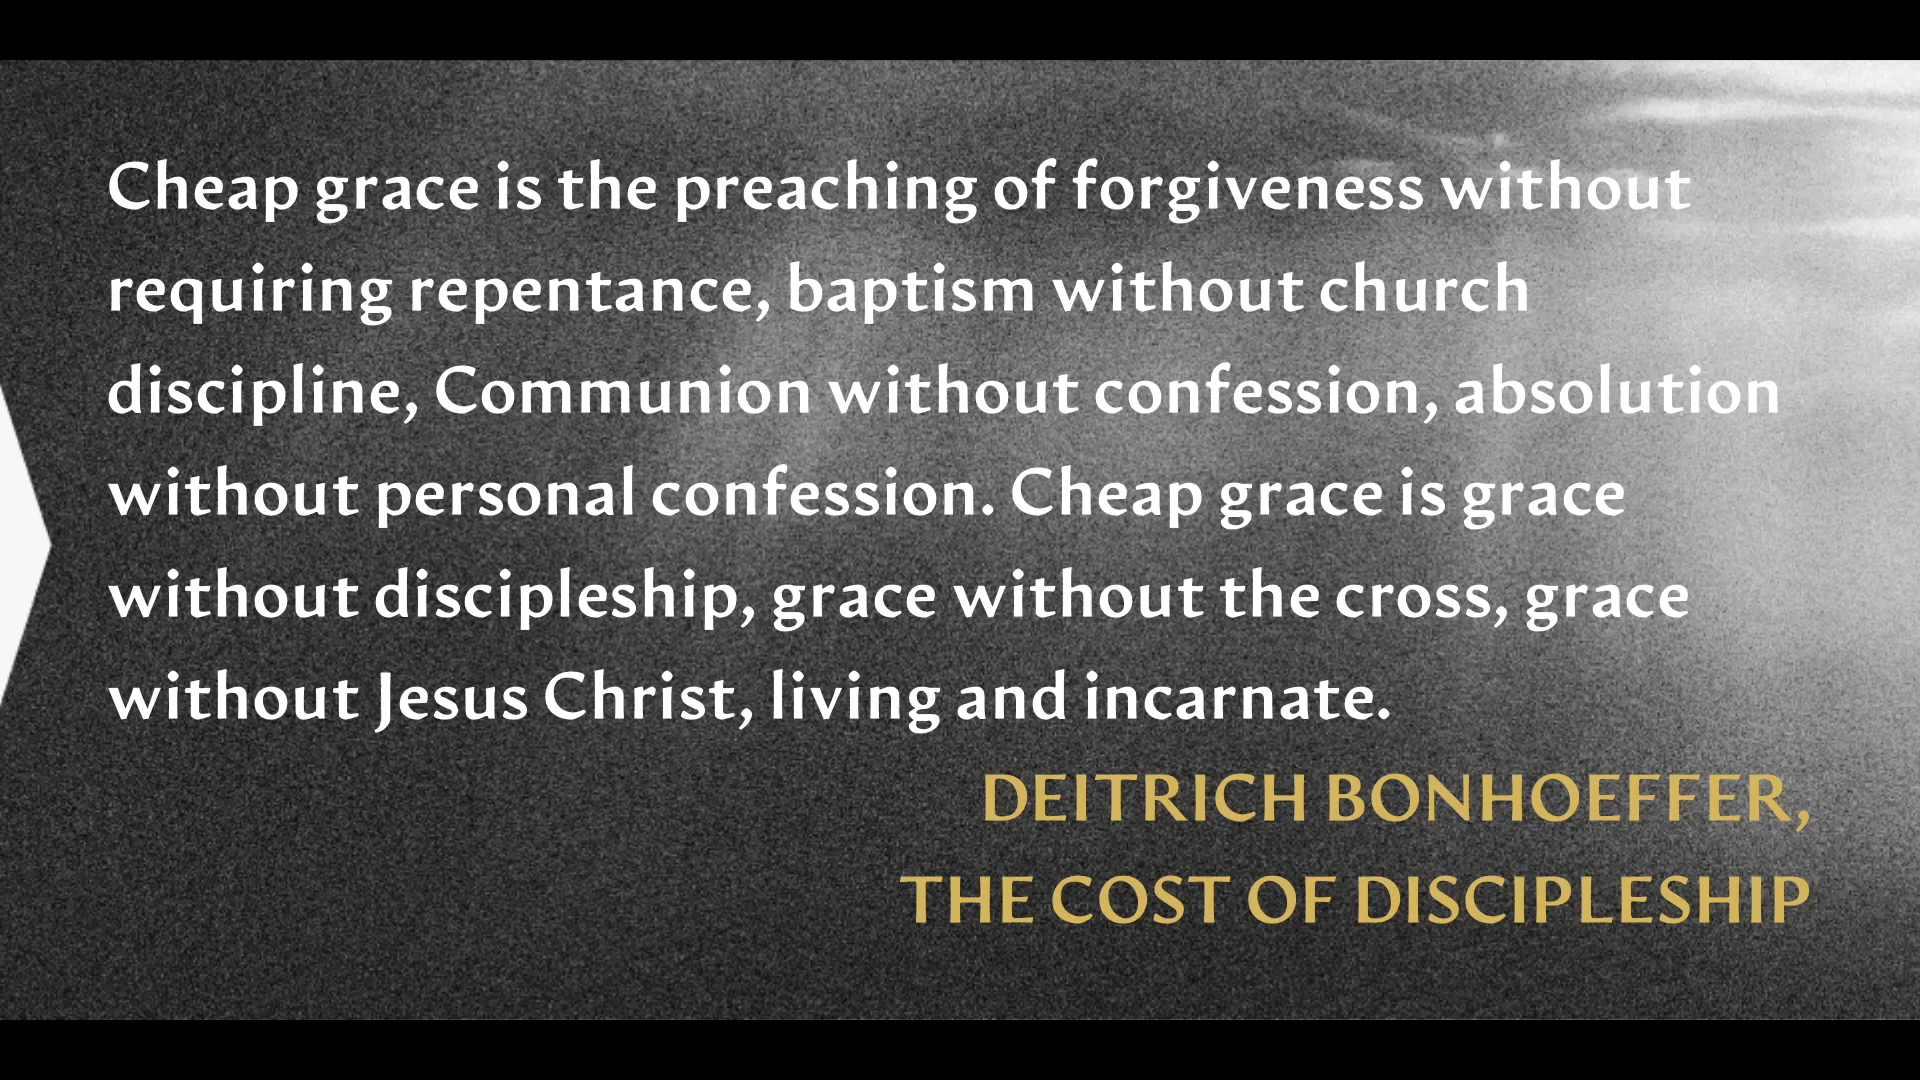 Cheap grace is the preaching of forgiveness without
requiring repentance, baptism without church
discipline, Communion without confession, absolution
without personal confession. Cheap grace is grace
without discipleship, grace without the cross, grace
without Jesus Christ, living and incarnate.
DEITRICH BONHOEFFER,
THE COST OF DISCIPLESHIP